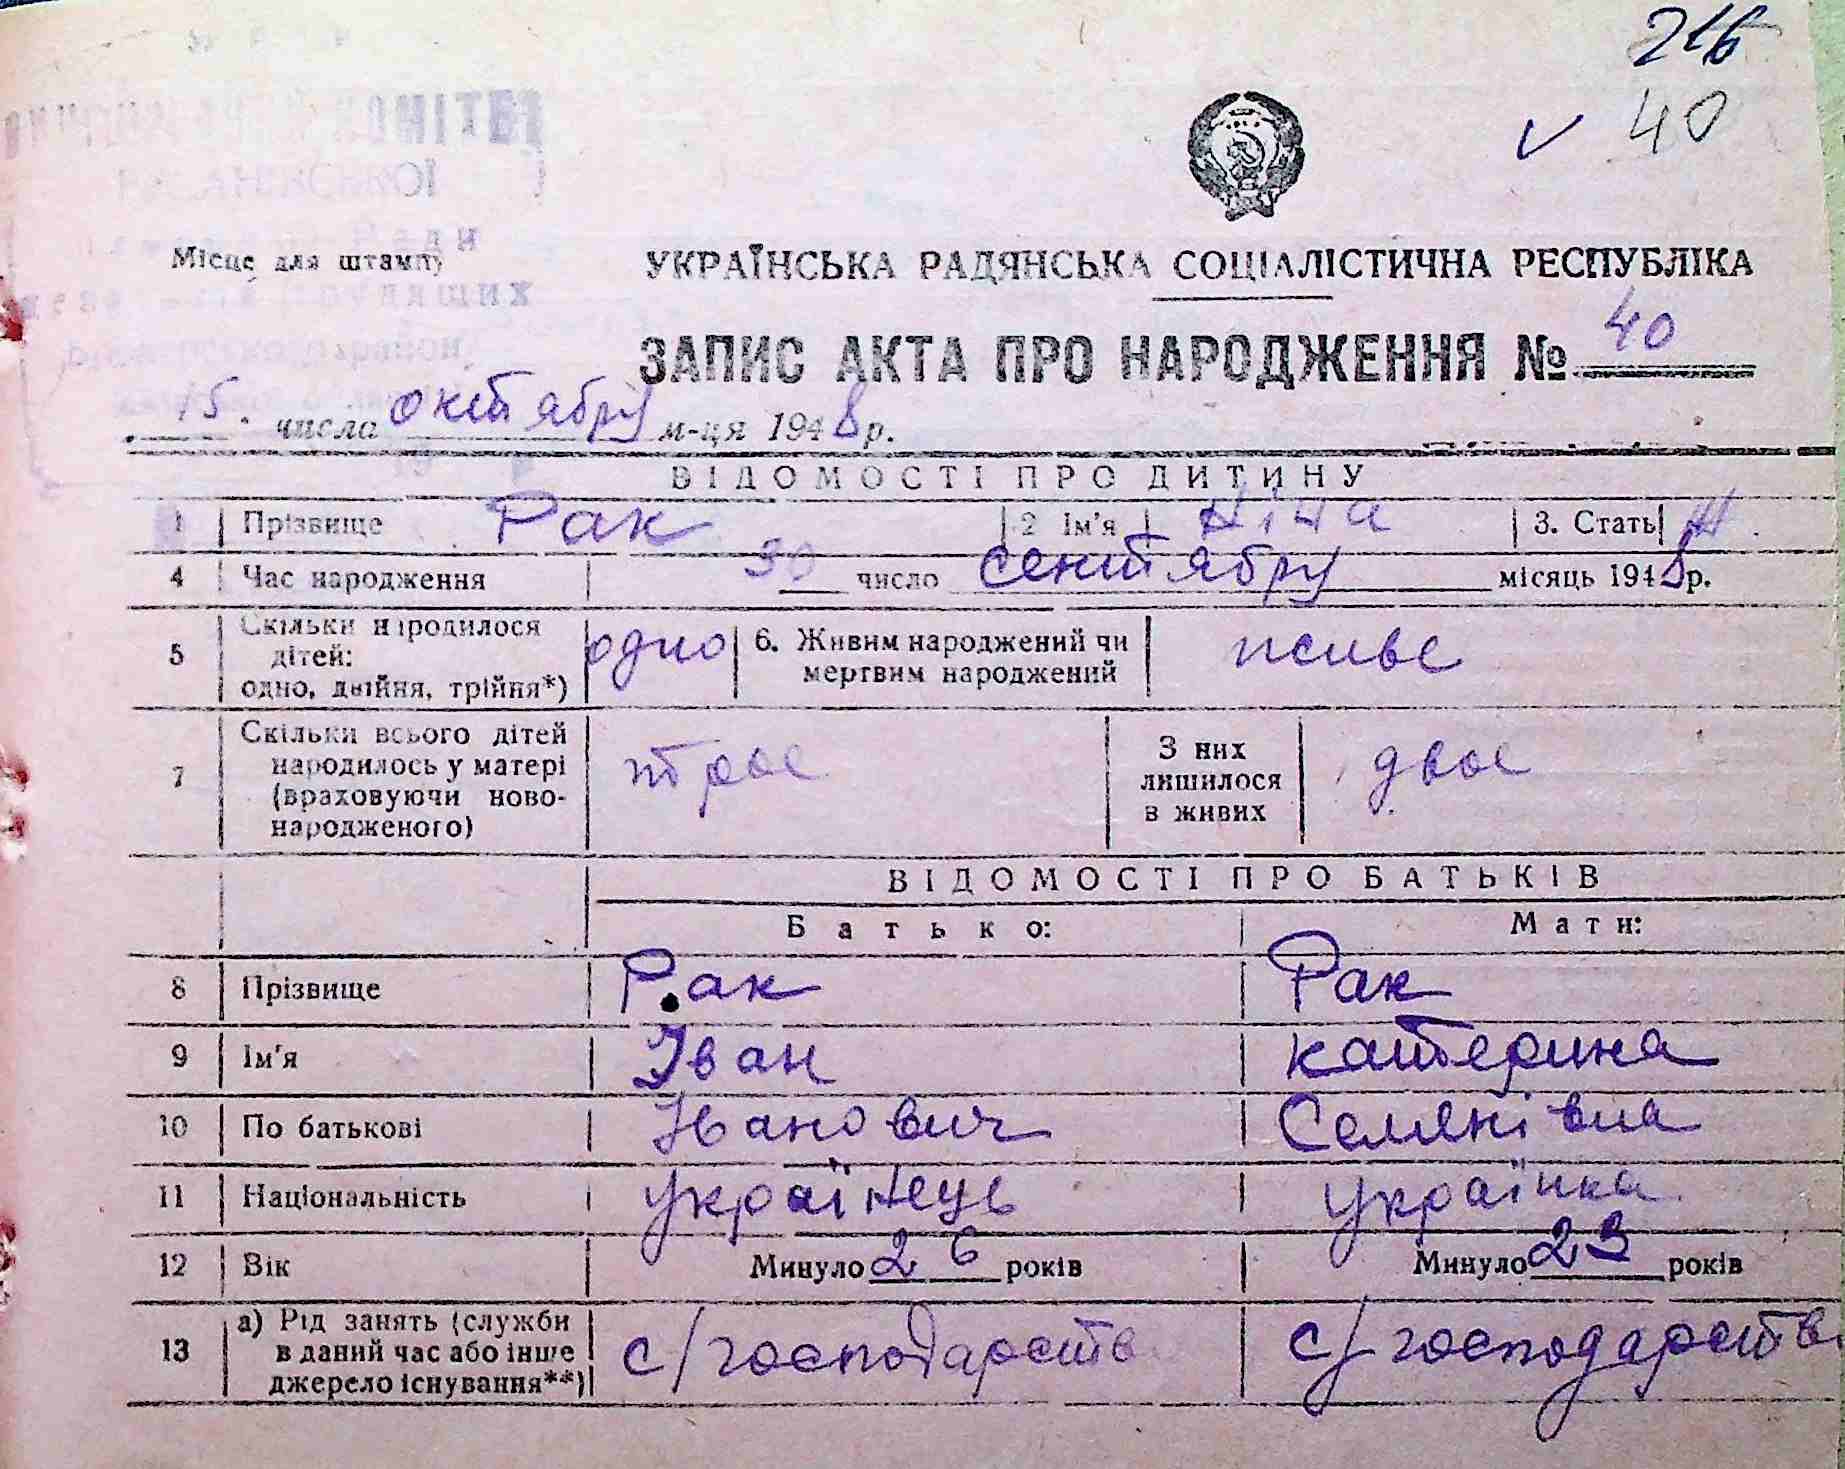 40
Місце для штампу
УКРАЇНСЬКА РАДЯНСЬКА СОЦІАЛІСТИЧНА РЕСПУБЛІКА
ЗАПИС АКТА ПРО НАРОДЖЕННЯ № 40
15. числа октябру м-ця 1948 р.
ВІДОМОСТІ ПРО ДИТИНУ
1 Прізвище Рак 2 Ім'я Ніна 3. Стать Ж.
4 Час народження 30 число сентябру місяць 1948 р.
5 Скільки народилося дітей: одно, двійня, трійня*) одно 6. Живим народжений чи мертвим народжений живе
7 Скільки всього дітей народилось у матері (враховуючи новонародженого) троє З них лишилося в живих двоє
ВІДОМОСТІ ПРО БАТЬКІВ
Батько: Мати:
8 Прізвище Рак Рак
9 Ім'я Іван Катерина
10 По батькові Іванович Семенівна
11 Національність українець українка
12 Вік Минуло 26 років Минуло 23 років
13 а) Рід занять (служби в даний час або інше джерело існування**) с/господарств с/господарств